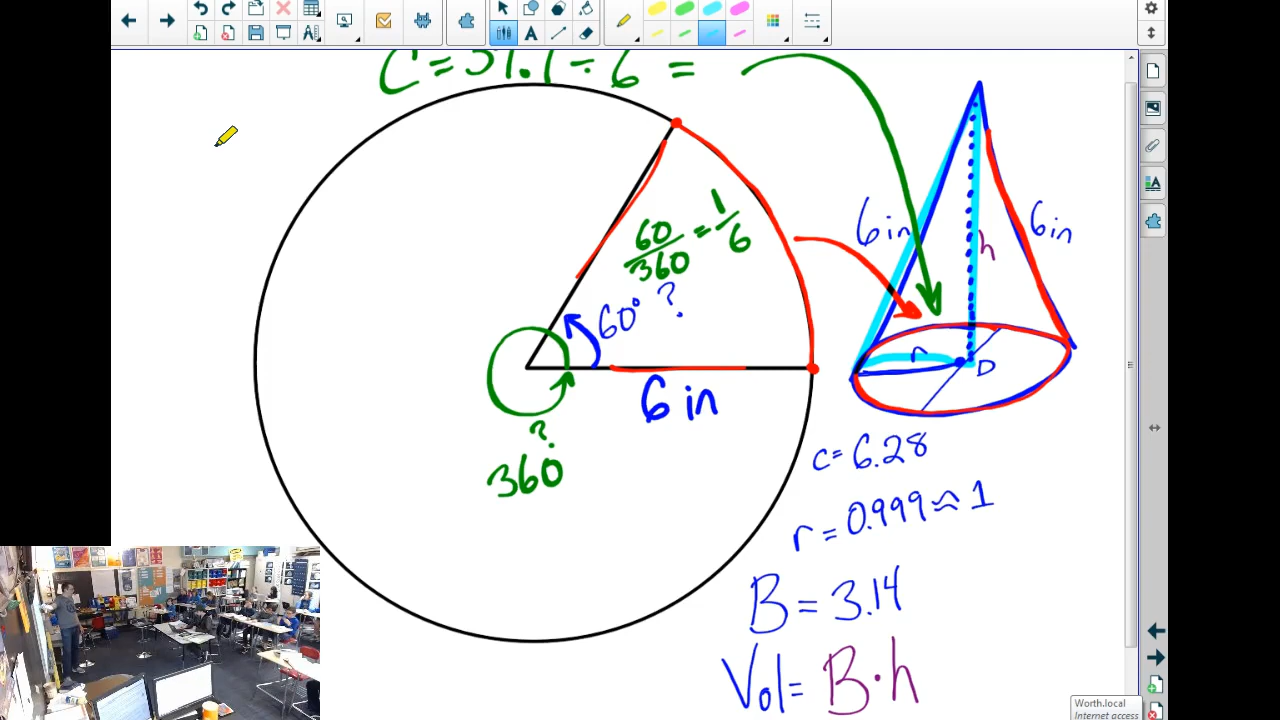 C = 37.7 ÷ 6 =
60/360 = 1/6
60° ?
6 in
?
360
6 in
6 in
h
r
D
c = 6.28
r = 0.999 ≈ 1
B = 3.14
Vol = B · h
Worth.local
Internet access